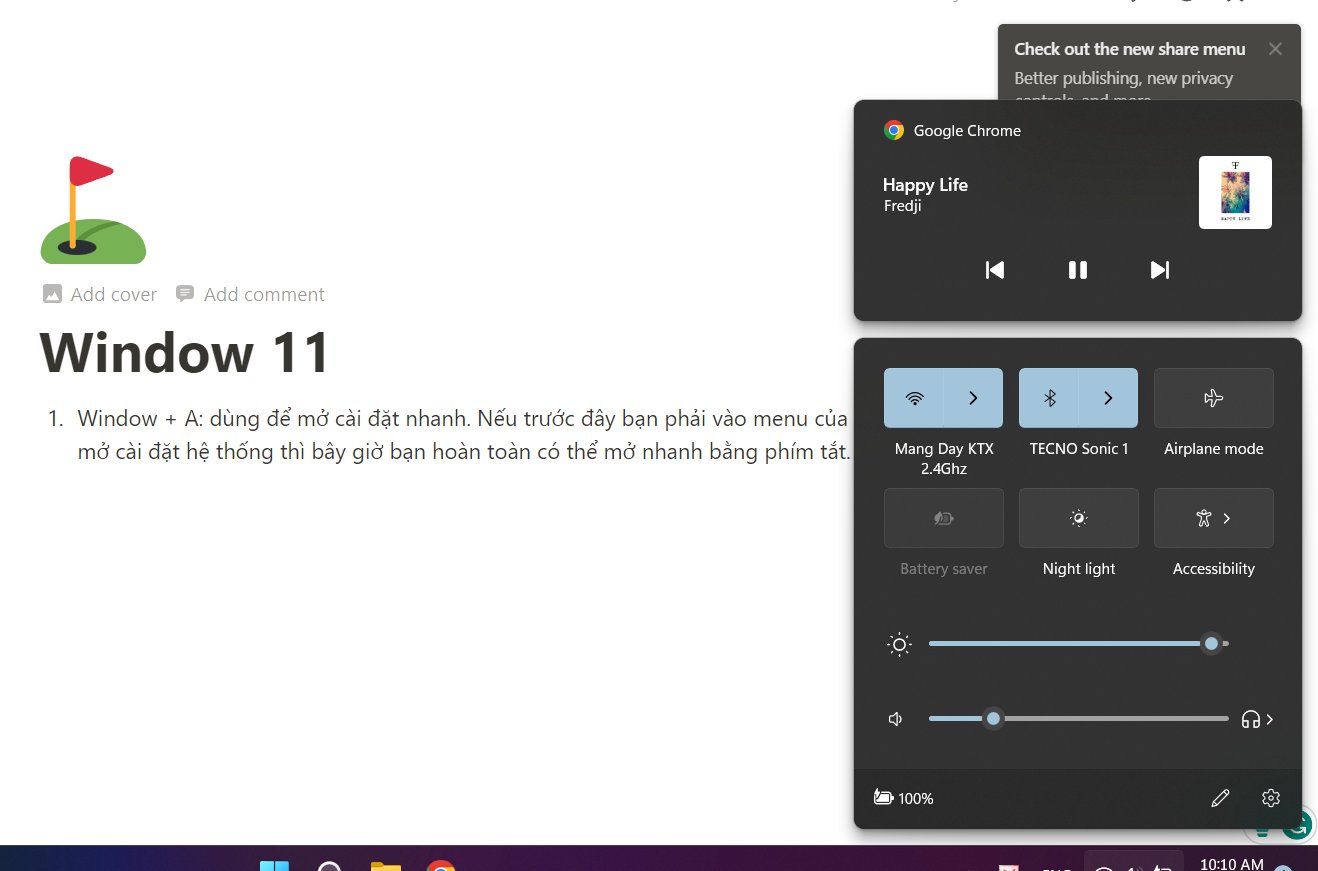 Check out the new share menu
Better publishing, new privacy
Google Chrome
Happy Life
Fredji
HAPPY LIFE
Add cover
Add comment
Window 11
1. Window + A: dùng để mở cài đặt nhanh. Nếu trước đây bạn phải vào menu của
mở cài đặt hệ thống thì bây giờ bạn hoàn toàn có thể mở nhanh bằng phím tắt.
Mang Day KTX
2.4Ghz
TECNO Sonic 1
Airplane mode
Battery saver
Night light
Accessibility
100%
10:10 AM